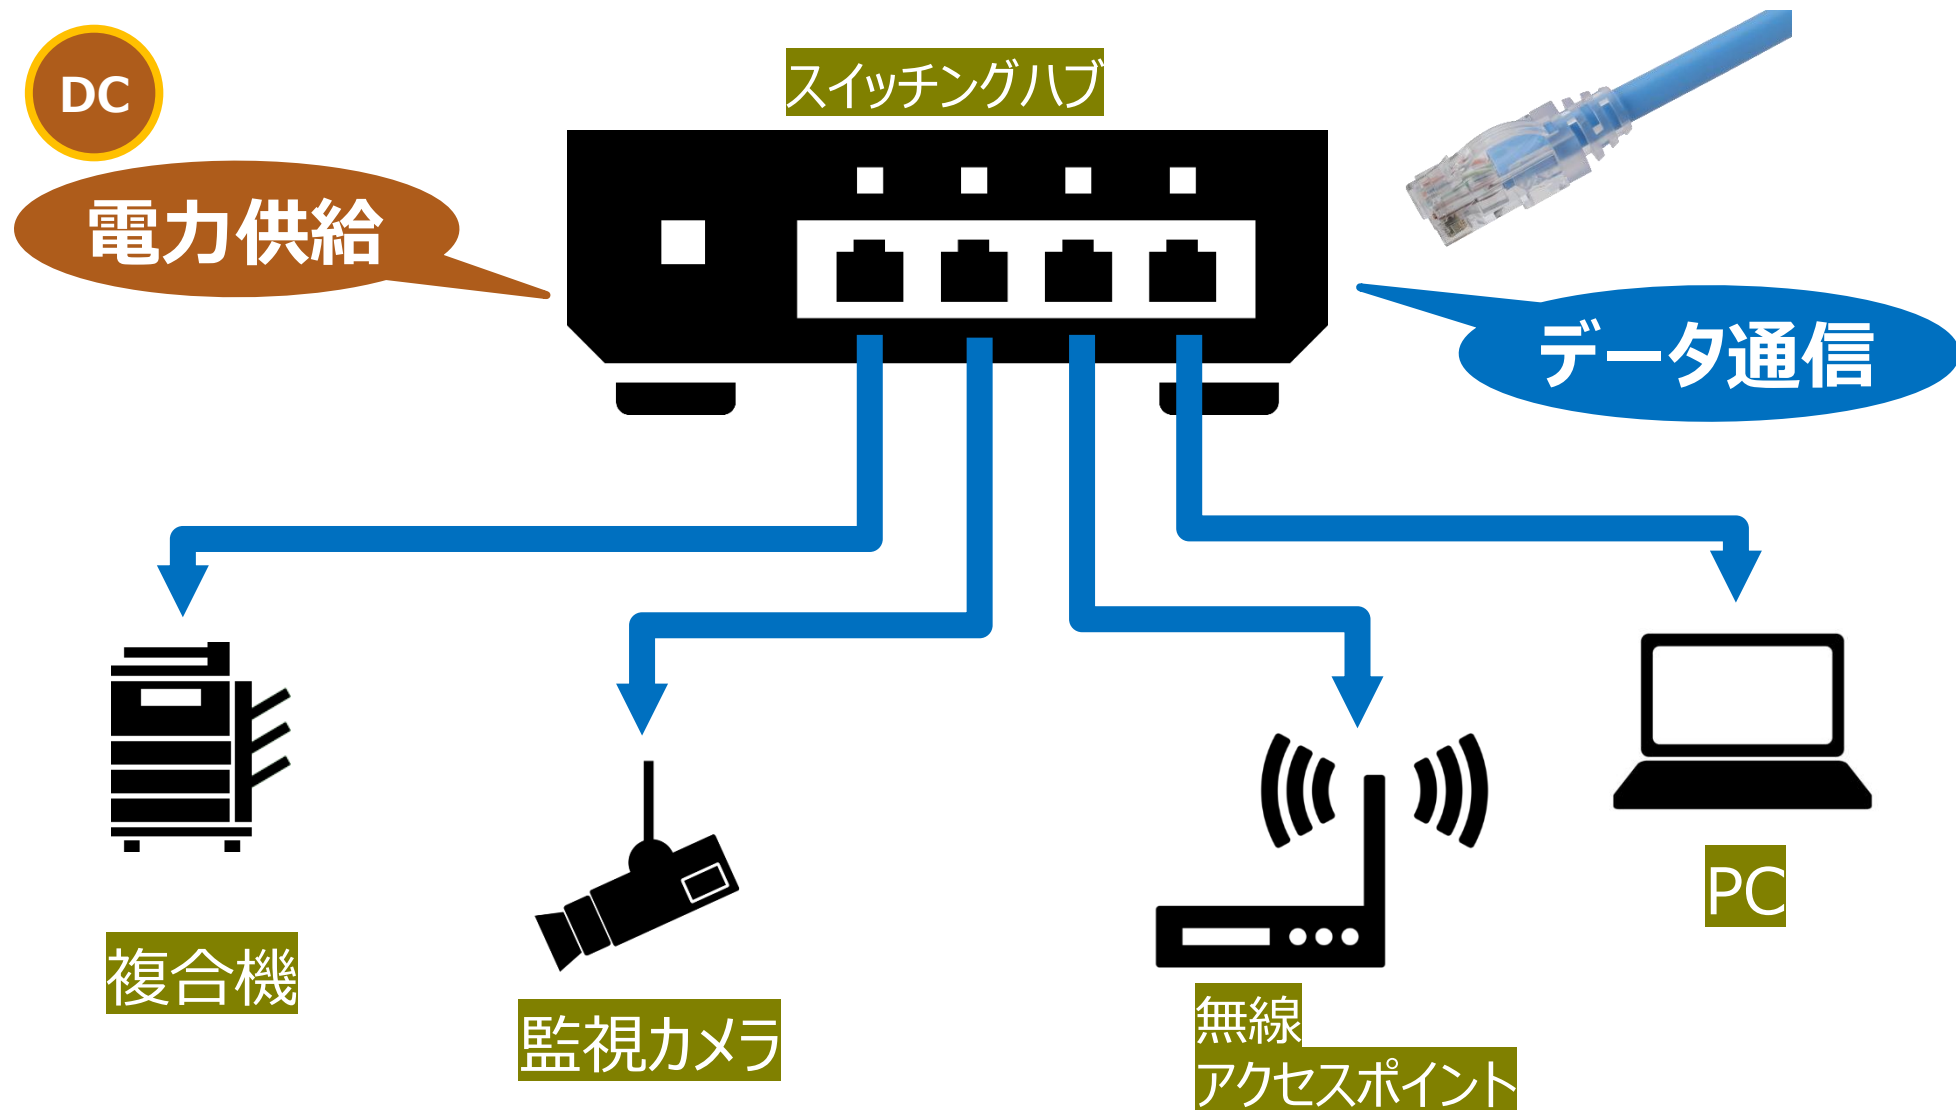 DC
スイッチングハブ
電力供給
データ通信
複合機
監視カメラ
無線
アクセスポイント
PC